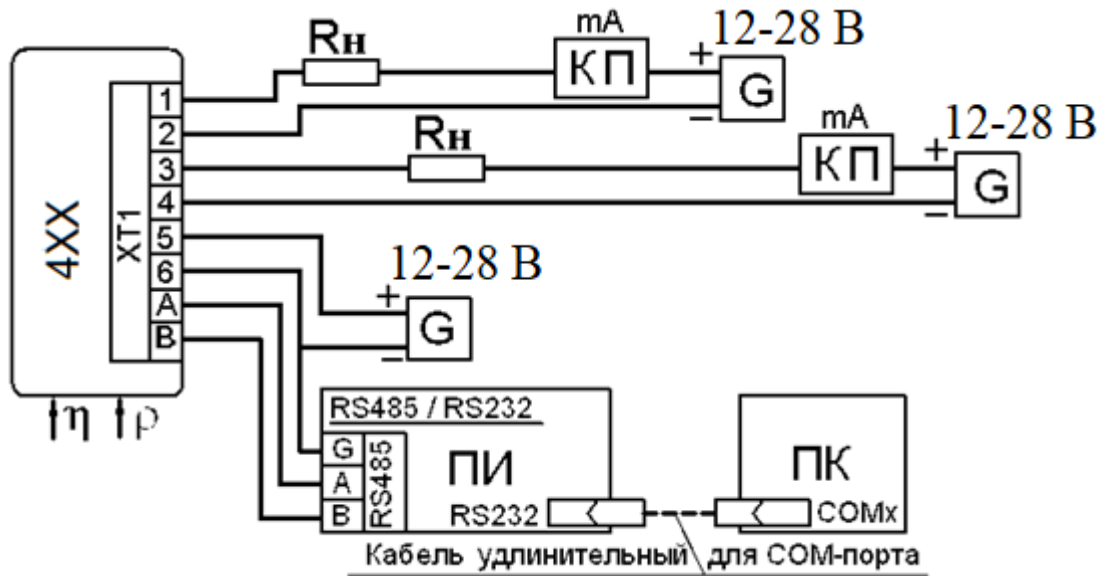 mA 12-28 В
Rн КП + G
1 −
2 mA 12-28 В
Rн КП + G
3 −
4
4XX XT1
5 12-28 В
6 + G
A −
B
η ρ
RS485 / RS232
G ПИ ПК
A RS485
B RS232 COMx
Кабель удлинительный для COM-порта